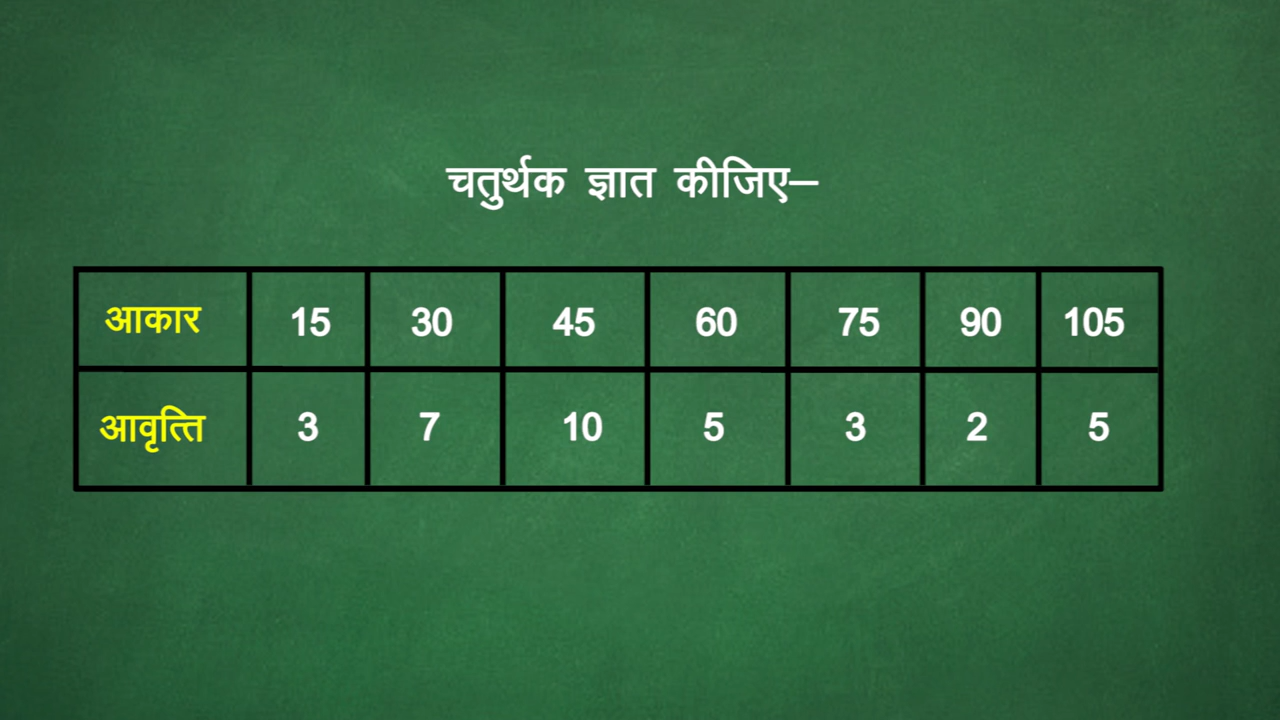 चतुर्थक ज्ञात कीजिए–
आकार 15 30 45 60 75 90 105
आवृत्ति 3 7 10 5 3 2 5